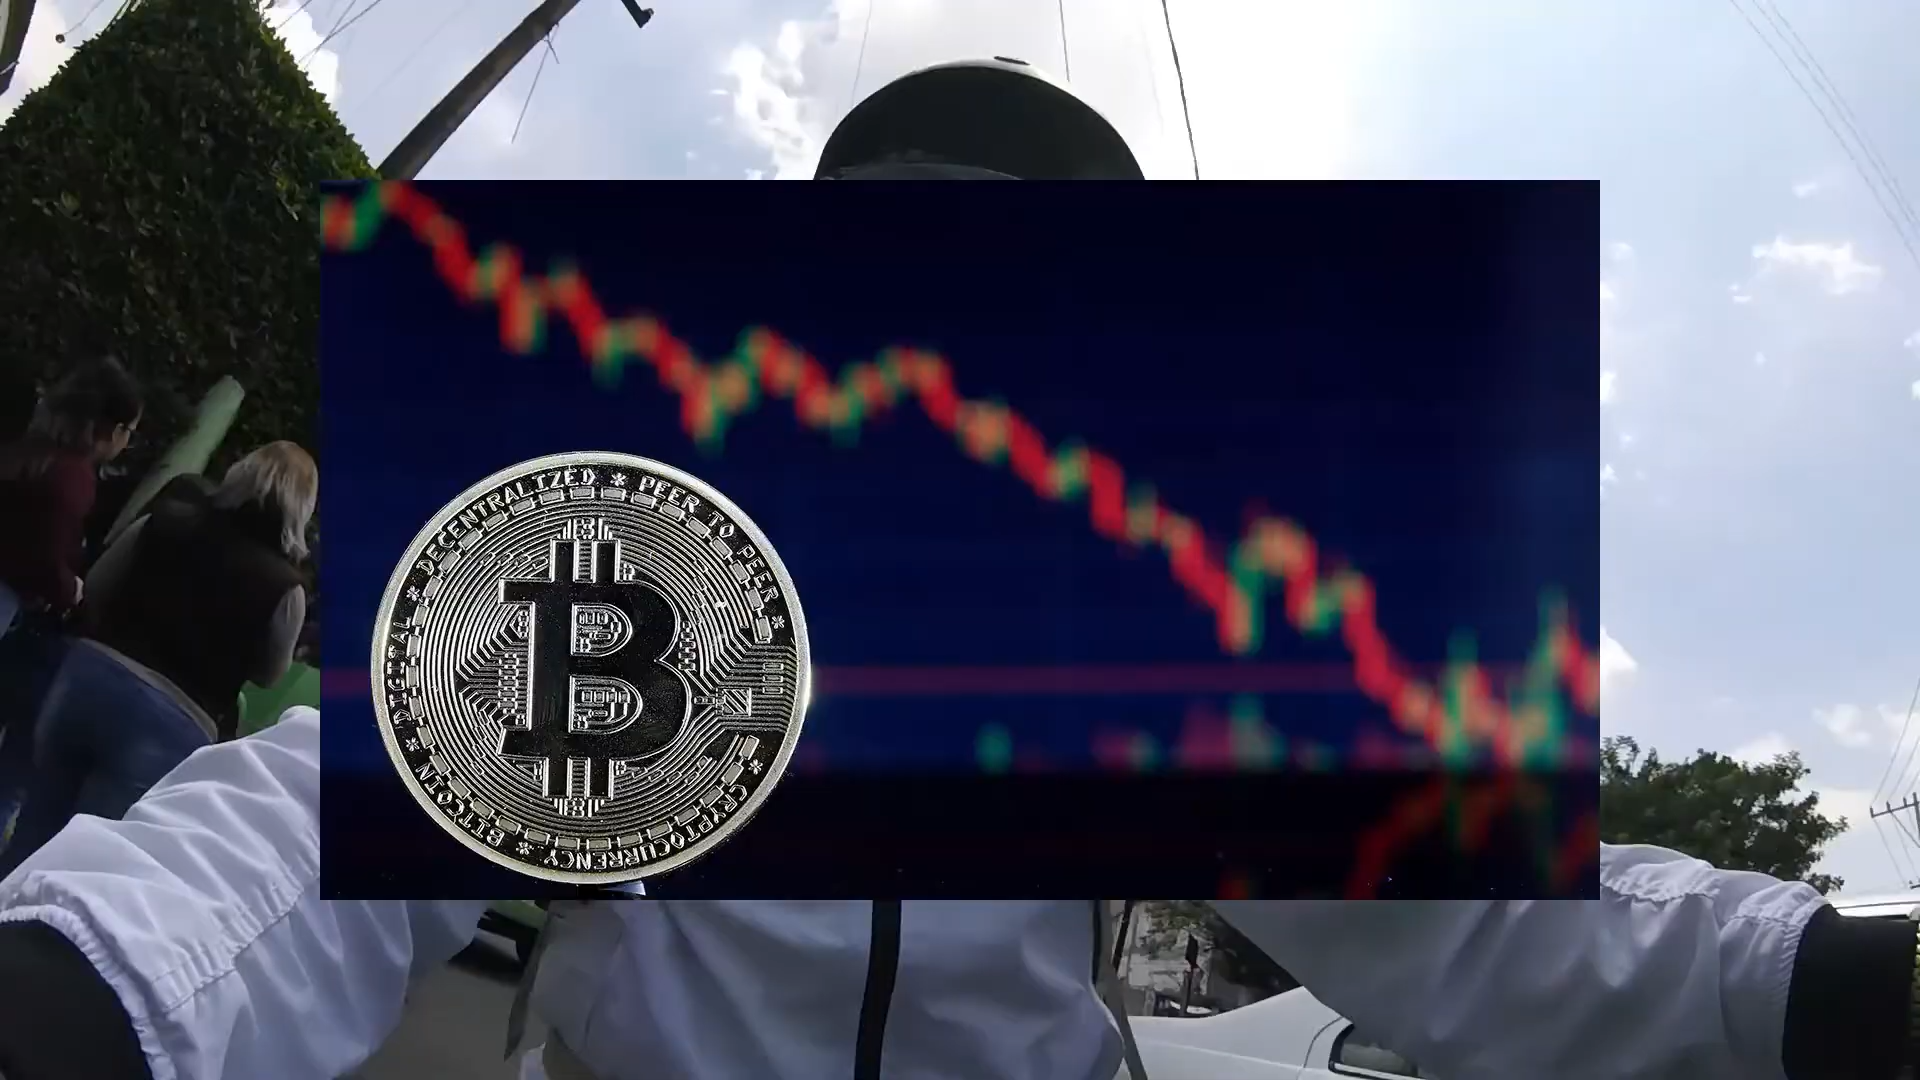 DECENTRALIZED * PEER TO PEER * CRYPTOCURRENCY * BITCOIN * DIGITAL *